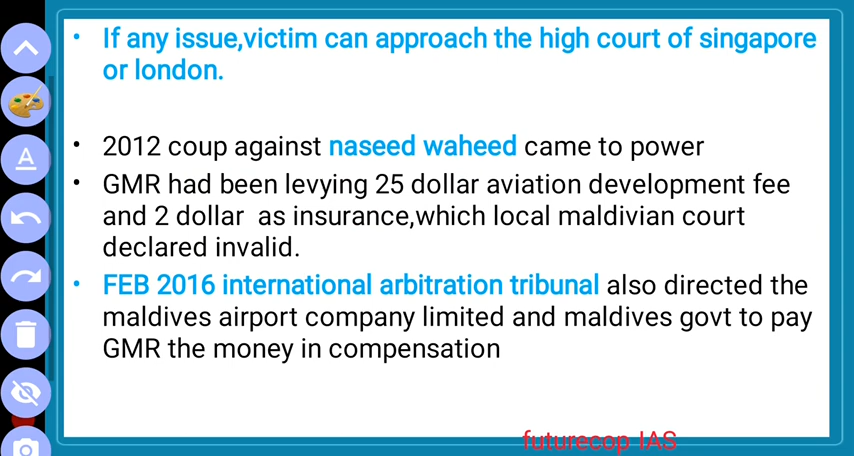 • If any issue,victim can approach the high court of singapore
or london.
• 2012 coup against naseed waheed came to power
• GMR had been levying 25 dollar aviation development fee
and 2 dollar as insurance,which local maldivian court
declared invalid.
• FEB 2016 international arbitration tribunal also directed the
maldives airport company limited and maldives govt to pay
GMR the money in compensation
futurecop IAS